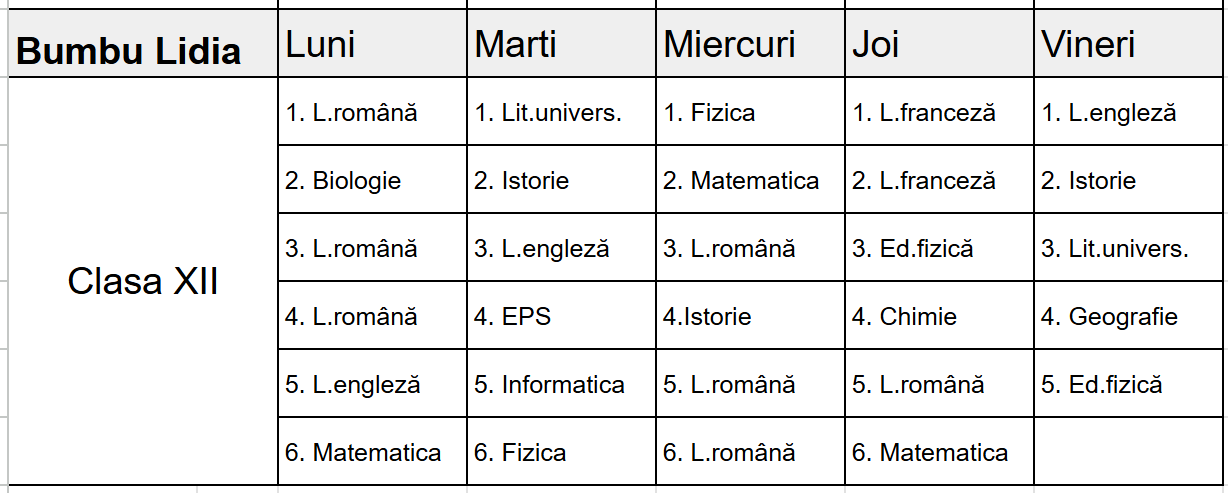 Bumbu Lidia Luni Marti Miercuri Joi Vineri
1. L.română 1. Lit.univers. 1. Fizica 1. L.franceză 1. L.engleză
2. Biologie 2. Istorie 2. Matematica 2. L.franceză 2. Istorie
3. L.română 3. L.engleză 3. L.română 3. Ed.fizică 3. Lit.univers.
Clasa XII
4. L.română 4. EPS 4.Istorie 4. Chimie 4. Geografie
5. L.engleză 5. Informatica 5. L.română 5. L.română 5. Ed.fizică
6. Matematica 6. Fizica 6. L.română 6. Matematica